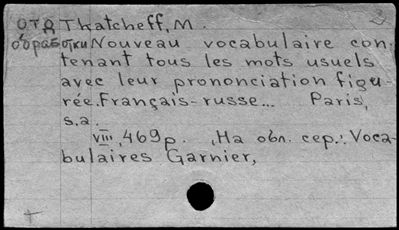 отд Thatcheff, M.
обработки Nouveau vocabulaire con-
tenant tous les mots usuels
avec leur prononciation figu-
rée. Français-russe... Paris,
s.a.
VIII, 469 p. , На обл. сер.: Voca-
bulaires Garnier,